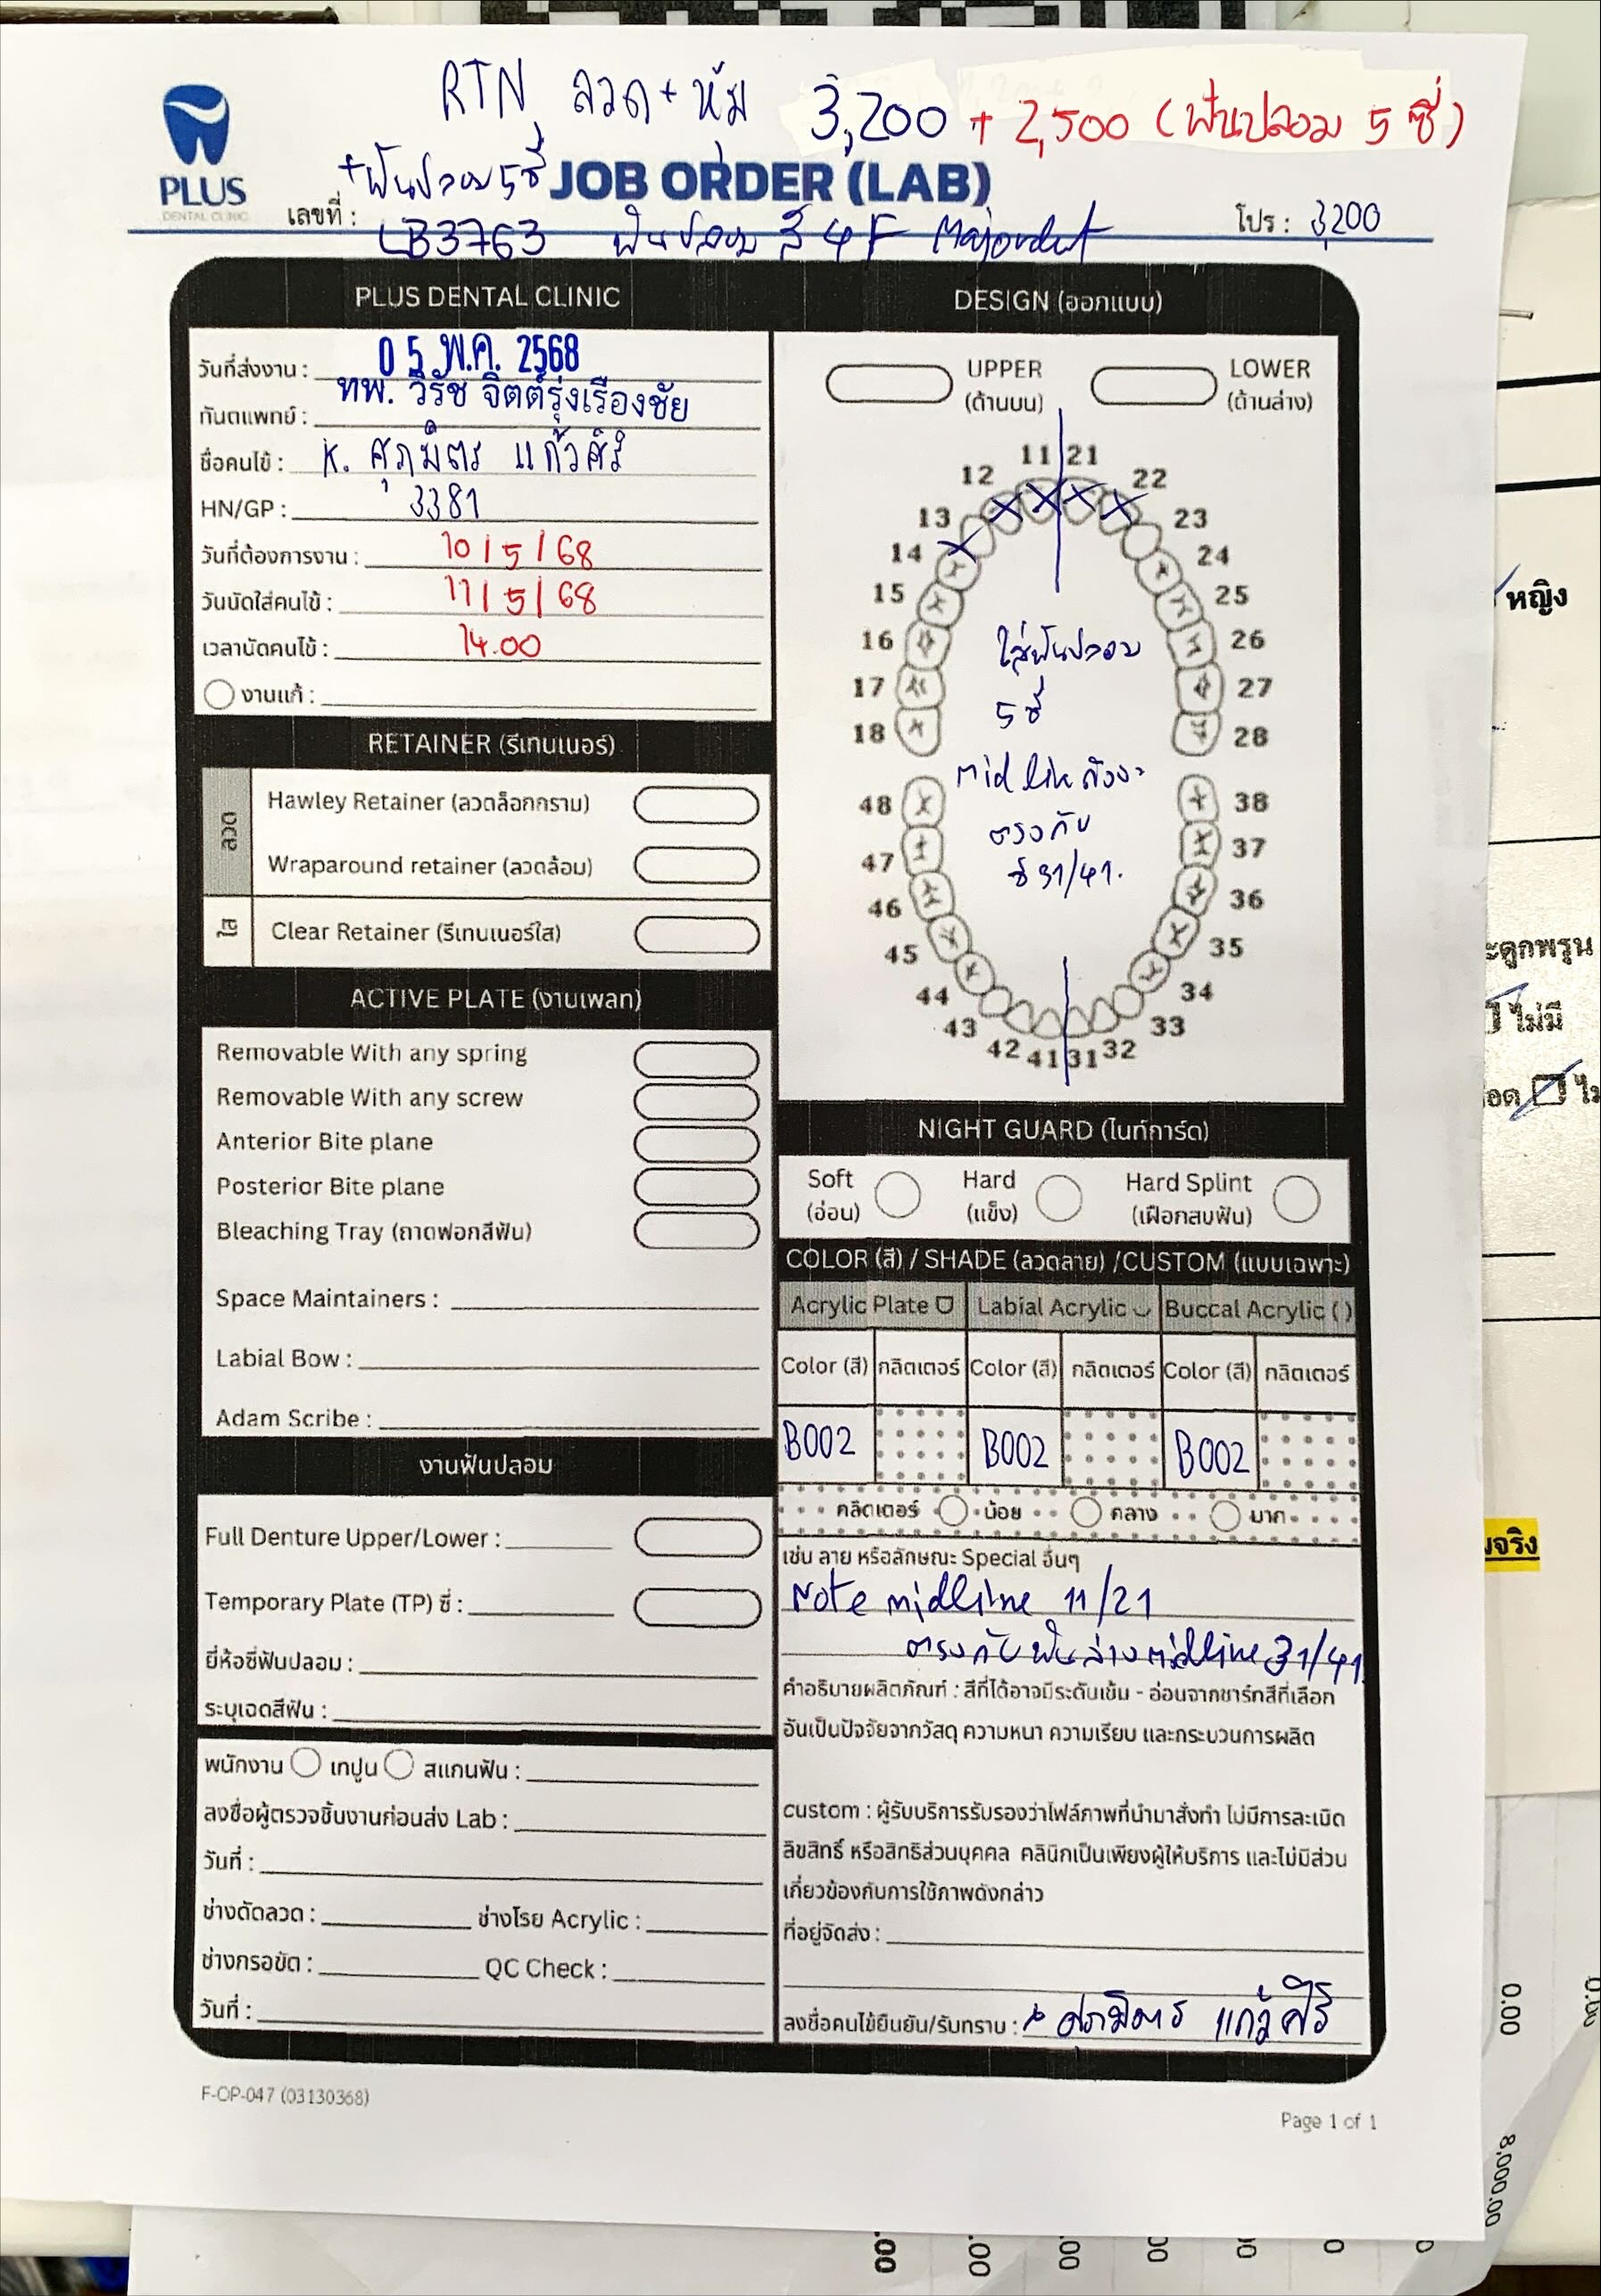 RTN ลวด + หุ้ม 3,200 + 2,500 (ฟันปลอม 5 ซี่)
+ ฟันปลอม 5 ซี่
PLUS
DENTAL CLINIC
JOB ORDER (LAB)
เลขที่ : LB3763 ฟันปลอม สี 4F Majordent
โปร : 3,200
PLUS DENTAL CLINIC
วันที่ส่งงาน : 05 พ.ค. 2568
ทันตแพทย์ : ทพ. วิรัช จิตต์รุ่งเรืองชัย
ชื่อคนไข้ : K. ศุภมิตร แก้วศิริ
HN/GP : 3381
วันที่ต้องการงาน : 10/5/68
วันนัดใส่คนไข้ : 11/5/68
เวลานัดคนไข้ : 14.00
งานแก้ :
RETAINER (รีเทนเนอร์)
ลวด
Hawley Retainer (ลวดล็อกกราม)
Wraparound retainer (ลวดล้อม)
ใส
Clear Retainer (รีเทนเนอร์ใส)
ACTIVE PLATE (งานเพลท)
Removable With any spring
Removable With any screw
Anterior Bite plane
Posterior Bite plane
Bleaching Tray (ถาดฟอกสีฟัน)
Space Maintainers :
Labial Bow :
Adam Scribe :
งานฟันปลอม
Full Denture Upper/Lower :
Temporary Plate (TP) ซี่ :
ยี่ห้อซี่ฟันปลอม :
ระบุเฉดสีฟัน :
พนักงาน เทปูน สแกนฟัน :
ลงชื่อผู้ตรวจชิ้นงานก่อนส่ง Lab :
วันที่ :
ช่างดัดลวด : ช่างโรย Acrylic :
ช่างกรอขัด : QC Check :
วันที่ :
DESIGN (ออกแบบ)
UPPER (ด้านบน) LOWER (ด้านล่าง)
11 21
12 22
13 23
14 24
15 25
16 26
17 27
18 28
ใส่ฟันปลอม
5 ซี่
midline
ตรงกับ
ซี่ 31/41.
48 38
47 37
46 36
45 35
44 34
43 33
42 41 31 32
NIGHT GUARD (ไนท์การ์ด)
Soft (อ่อน) Hard (แข็ง) Hard Splint (เฝือกสบฟัน)
COLOR (สี) / SHADE (ลวดลาย) /CUSTOM (แบบเฉพาะ)
Acrylic Plate Labial Acrylic Buccal Acrylic ( )
Color (สี) กลิตเตอร์ Color (สี) กลิตเตอร์ Color (สี) กลิตเตอร์
B002 B002 B002
กลิตเตอร์ น้อย กลาง มาก
เช่น ลาย หรือลักษณะ Special อื่นๆ
Note midline 11/21
ตรงกับฟันล่าง midline 31/41
คำอธิบายผลิตภัณฑ์ : สีที่ได้อาจมีระดับเข้ม - อ่อนจากชาร์ทสีที่เลือก
อันเป็นปัจจัยจากวัสดุ ความหนา ความเรียบ และกระบวนการผลิต
custom : ผู้รับบริการรับรองว่าไฟล์ภาพที่นำมาสั่งทำ ไม่มีการละเมิด
ลิขสิทธิ์ หรือสิทธิส่วนบุคคล คลินิกเป็นเพียงผู้ให้บริการ และไม่มีส่วน
เกี่ยวข้องกับการใช้ภาพดังกล่าว
ที่อยู่จัดส่ง :
ลงชื่อคนไข้ยืนยัน/รับทราบ : ศุภมิตร แก้วศิริ
F-OP-047 (03130368)
Page 1 of 1
หญิง
ไม่มี
0.00
8,000.00